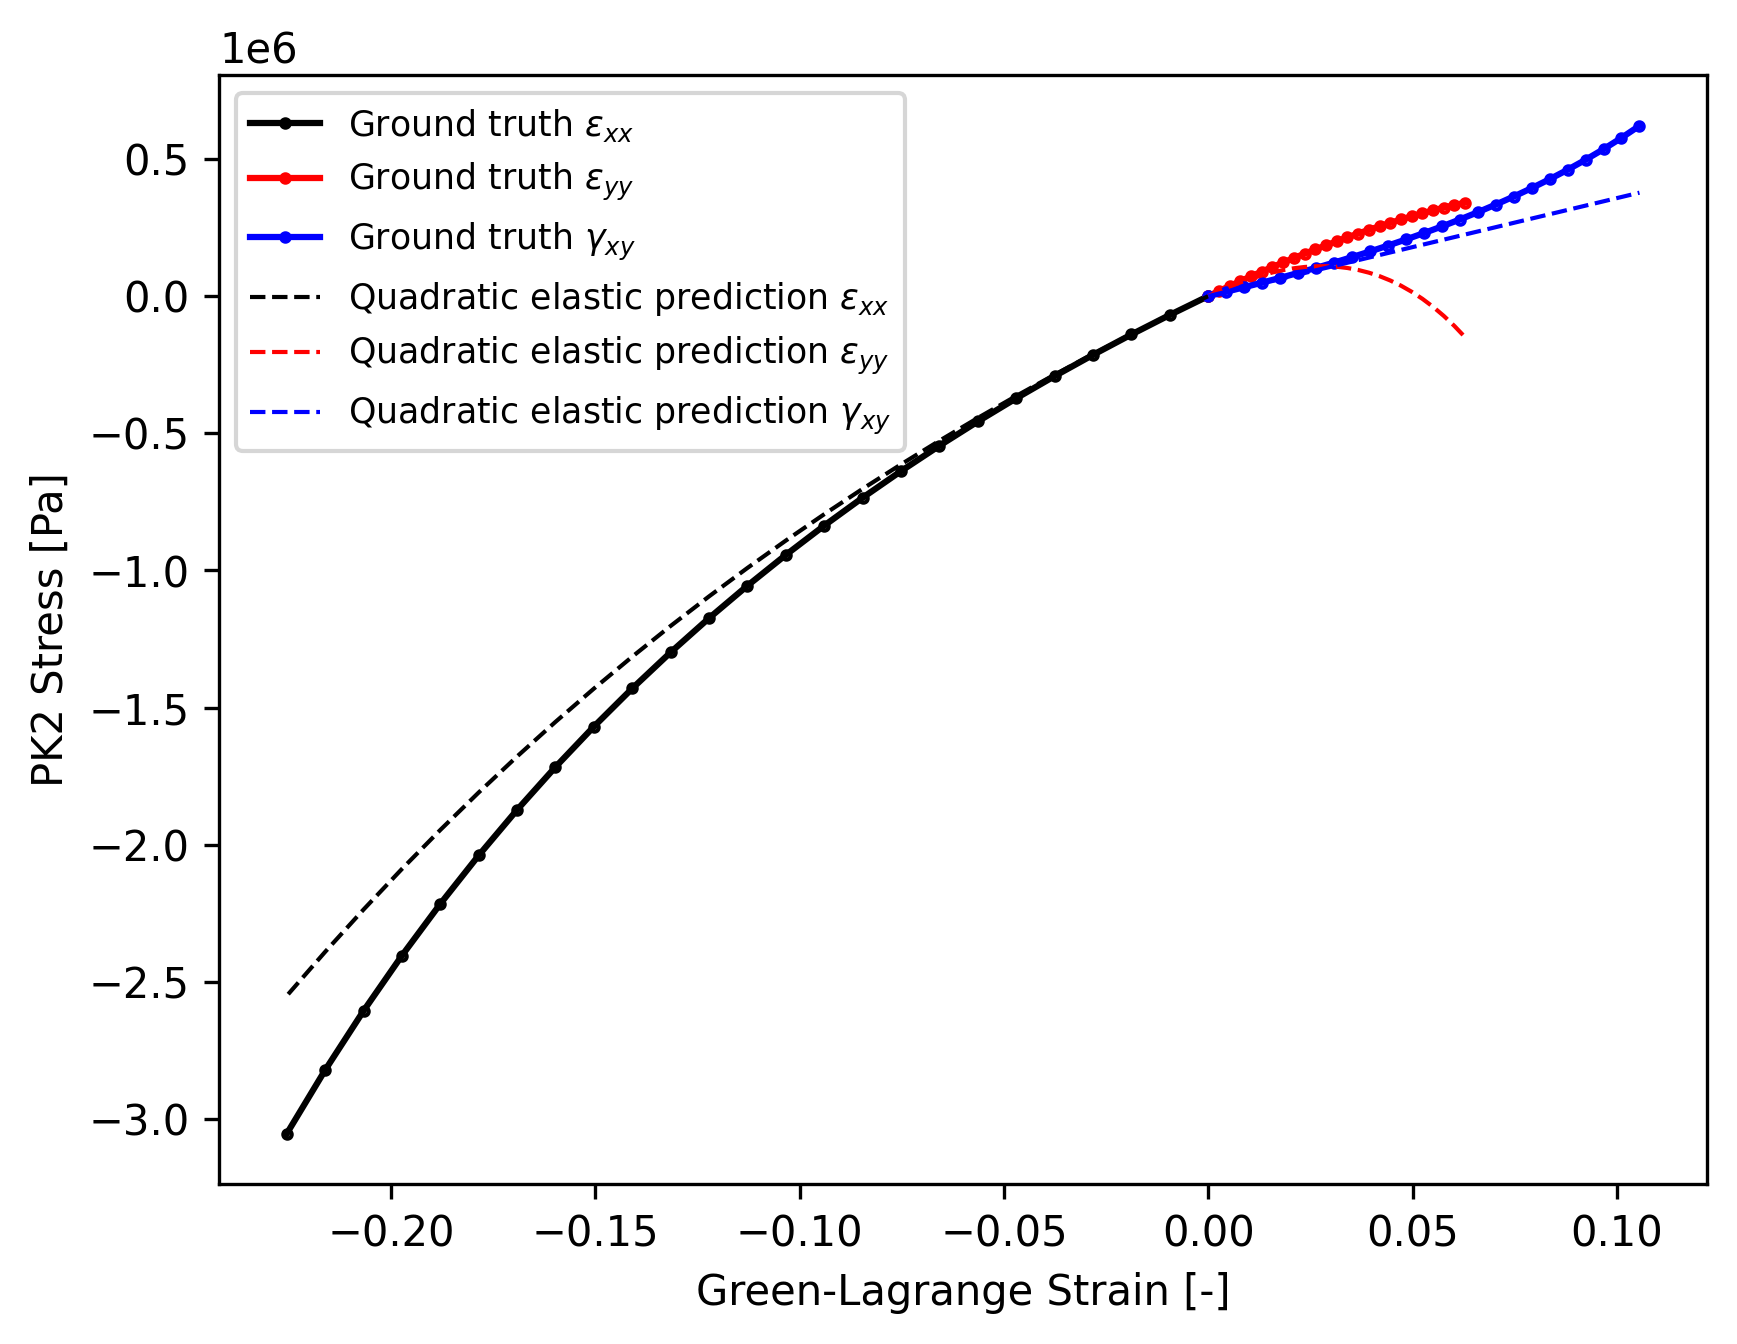 1e6
Ground truth εxx
Ground truth εyy
Ground truth γxy
Quadratic elastic prediction εxx
Quadratic elastic prediction εyy
Quadratic elastic prediction γxy
0.5
0.0
−0.5
−1.0
−1.5
−2.0
−2.5
−3.0
PK2 Stress [Pa]
−0.20 −0.15 −0.10 −0.05 0.00 0.05 0.10
Green-Lagrange Strain [-]